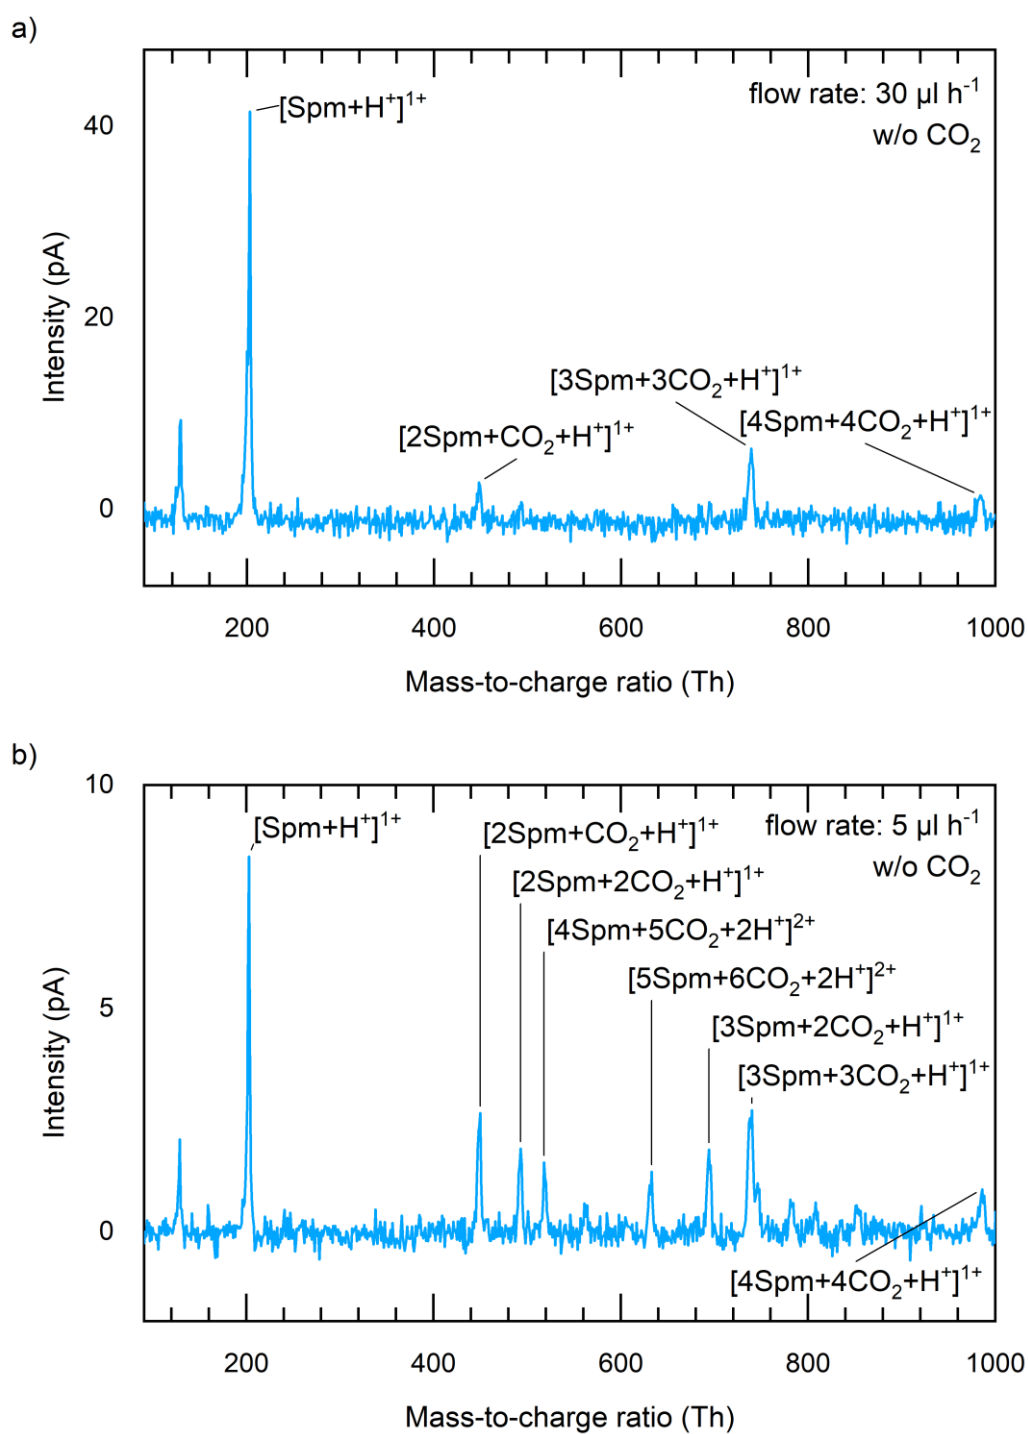 a)
flow rate: 30 µl h⁻¹
w/o CO₂
[Spm+H⁺]¹⁺
[3Spm+3CO₂+H⁺]¹⁺
[4Spm+4CO₂+H⁺]¹⁺
[2Spm+CO₂+H⁺]¹⁺
40
20
0
Intensity (pA)
200 400 600 800 1000
Mass-to-charge ratio (Th)
b)
flow rate: 5 µl h⁻¹
w/o CO₂
[Spm+H⁺]¹⁺
[2Spm+CO₂+H⁺]¹⁺
[2Spm+2CO₂+H⁺]¹⁺
[4Spm+5CO₂+2H⁺]²⁺
[5Spm+6CO₂+2H⁺]²⁺
[3Spm+2CO₂+H⁺]¹⁺
[3Spm+3CO₂+H⁺]¹⁺
[4Spm+4CO₂+H⁺]¹⁺
10
5
0
Intensity (pA)
200 400 600 800 1000
Mass-to-charge ratio (Th)